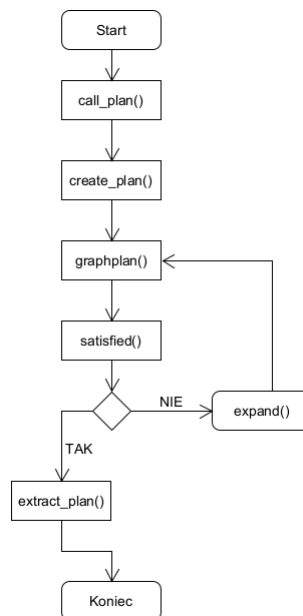 Start
call_plan()
create_plan()
graphplan()
satisfied()
NIE
expand()
TAK
extract_plan()
Koniec